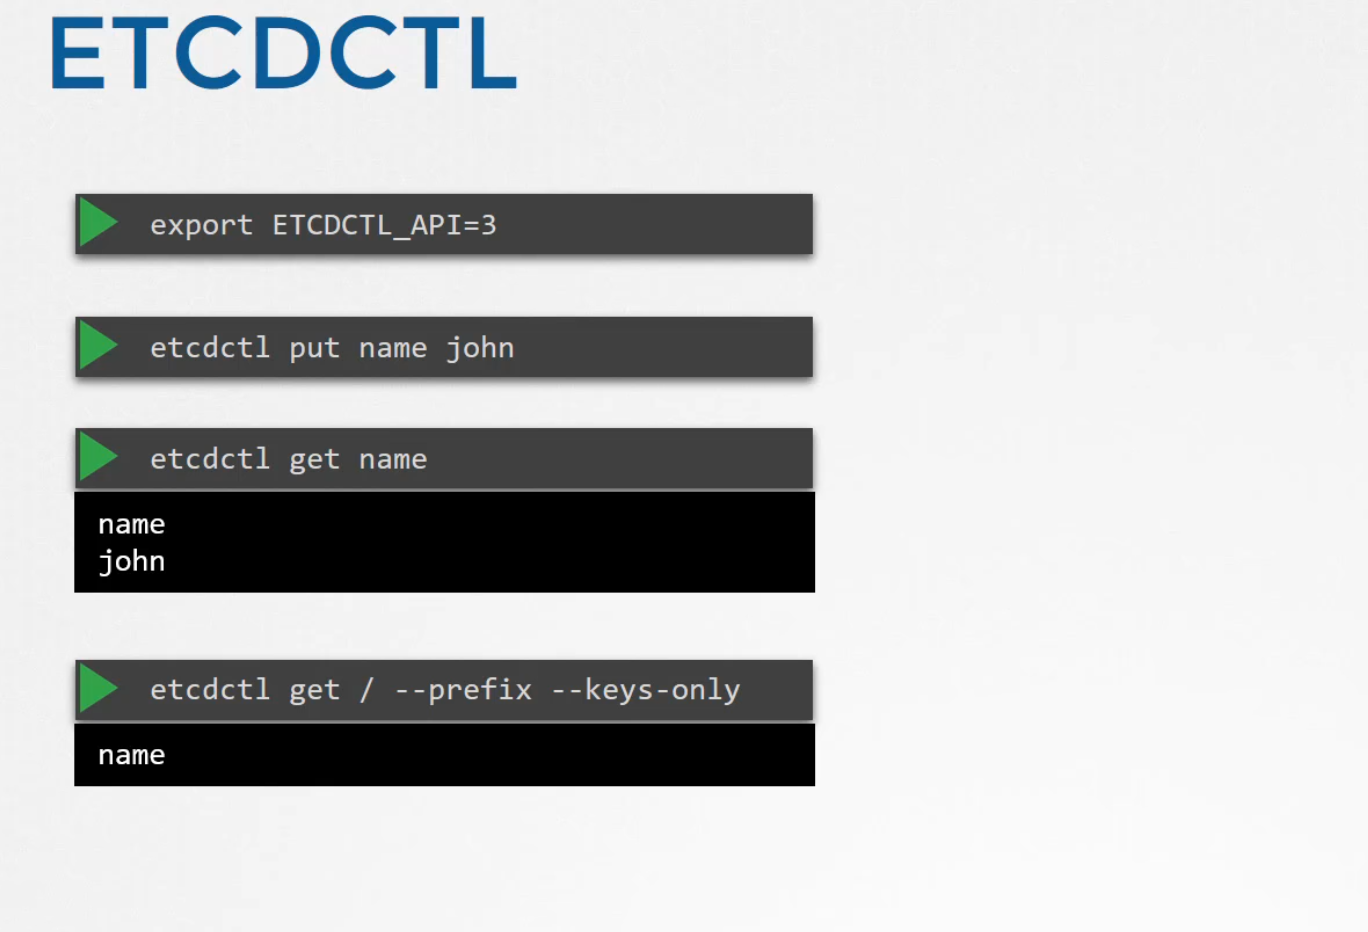 ETCDCTL
export ETCDCTL_API=3
etcdctl put name john
etcdctl get name
name
john
etcdctl get / --prefix --keys-only
name